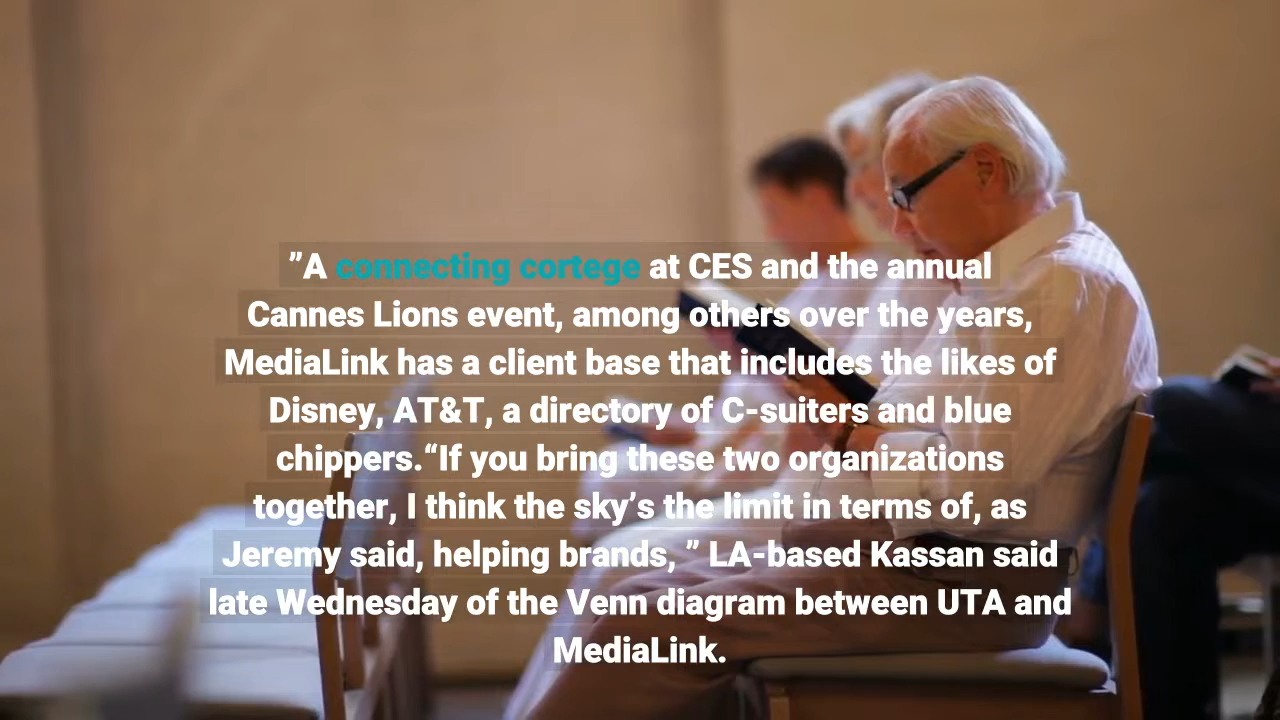 ”A connecting cortege at CES and the annual
Cannes Lions event, among others over the years,
MediaLink has a client base that includes the likes of
Disney, AT&T, a directory of C-suiters and blue
chippers.“If you bring these two organizations
together, I think the sky’s the limit in terms of, as
Jeremy said, helping brands, ” LA-based Kassan said
late Wednesday of the Venn diagram between UTA and
MediaLink.